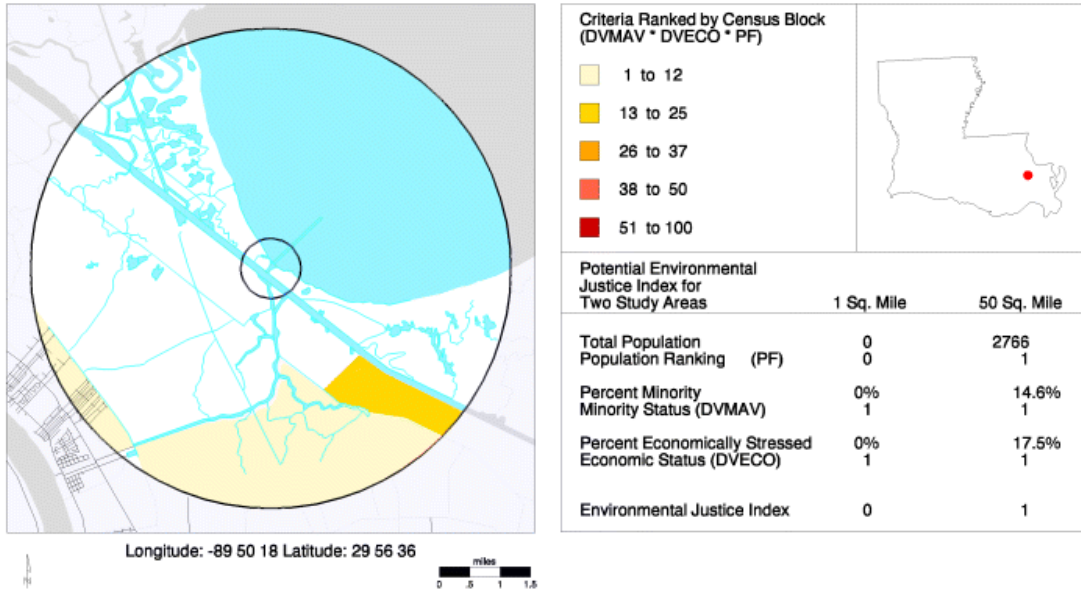 Criteria Ranked by Census Block
(DVMAV * DVECO * PF)
1 to 12
13 to 25
26 to 37
38 to 50
51 to 100
Potential Environmental
Justice Index for
Two Study Areas 1 Sq. Mile 50 Sq. Mile
Total Population 0 2766
Population Ranking (PF) 0 1
Percent Minority 0% 14.6%
Minority Status (DVMAV) 1 1
Percent Economically Stressed 0% 17.5%
Economic Status (DVECO) 1 1
Environmental Justice Index 0 1
Longitude: -89 50 18 Latitude: 29 56 36
miles
0 .5 1 1.5